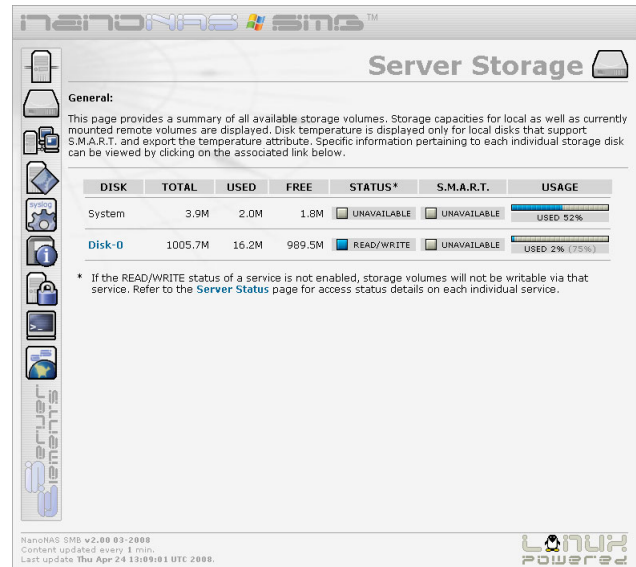 nanoNAS SMB™
Server Storage
General:
This page provides a summary of all available storage volumes. Storage capacities for local as well as currently
mounted remote volumes are displayed. Disk temperature is displayed only for local disks that support
S.M.A.R.T. and export the temperature attribute. Specific information pertaining to each individual storage disk
can be viewed by clicking on the associated link below.
DISK TOTAL USED FREE STATUS* S.M.A.R.T. USAGE
System 3.9M 2.0M 1.8M UNAVAILABLE UNAVAILABLE USED 52%
Disk-0 1005.7M 16.2M 989.5M READ/WRITE UNAVAILABLE USED 2% (75%)
* If the READ/WRITE status of a service is not enabled, storage volumes will not be writable via that
service. Refer to the Server Status page for access status details on each individual service.
syslog
Server
Elements
NanoNAS SMB v2.00 03-2008
Content updated every 1 min.
Last update Thu Apr 24 13:09:01 UTC 2008.
LINUX
POWERED